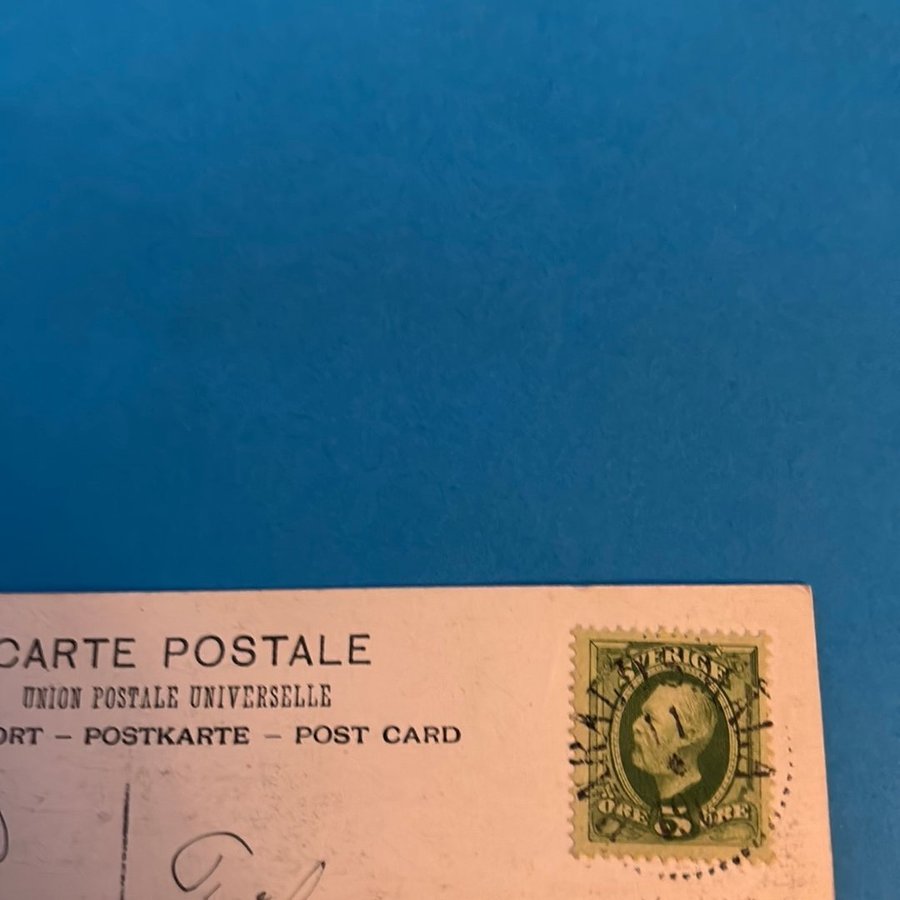 CARTE POSTALE
UNION POSTALE UNIVERSELLE
ORT – POSTKARTE – POST CARD
SVERIGE
ÖRE 5 ÖRE